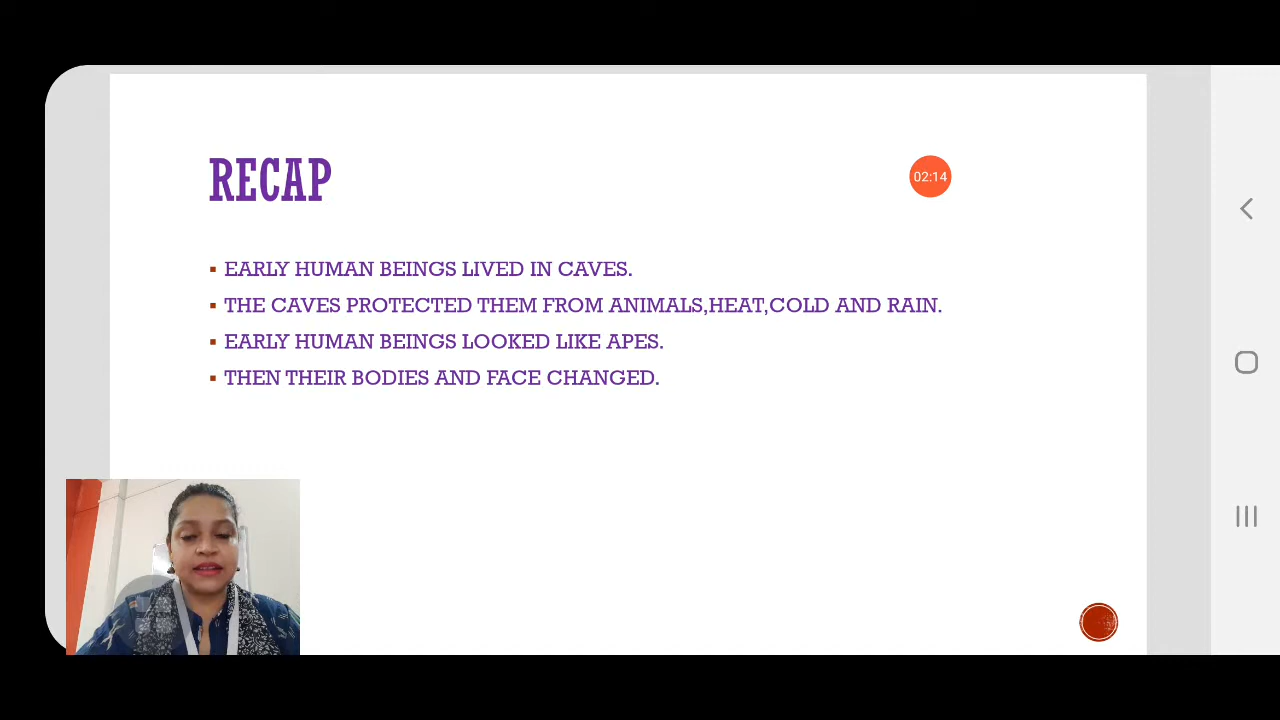 RECAP
02:14
EARLY HUMAN BEINGS LIVED IN CAVES.
THE CAVES PROTECTED THEM FROM ANIMALS,HEAT,COLD AND RAIN.
EARLY HUMAN BEINGS LOOKED LIKE APES.
THEN THEIR BODIES AND FACE CHANGED.